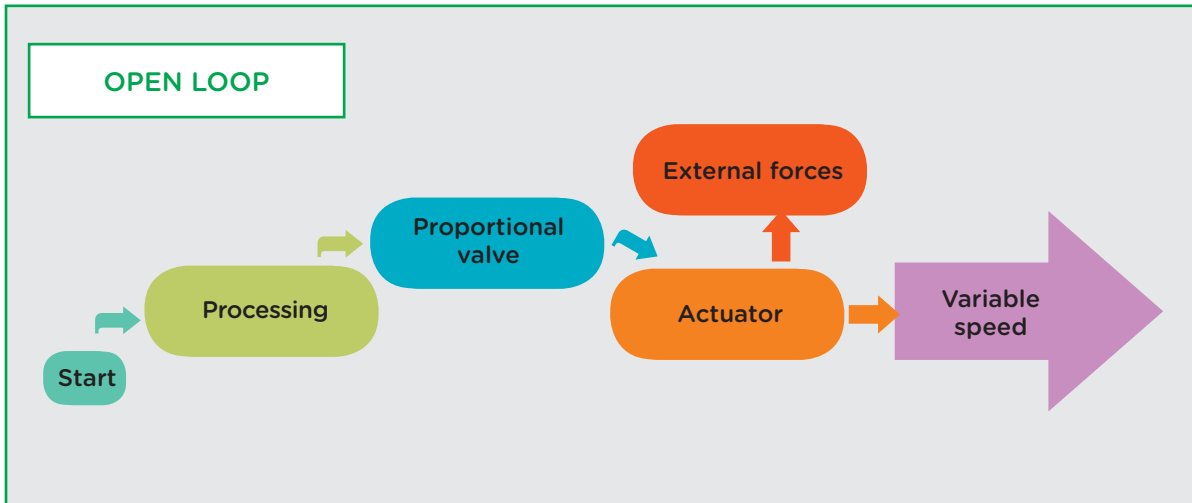 OPEN LOOP
Start
Processing
Proportional
valve
External forces
Actuator
Variable
speed